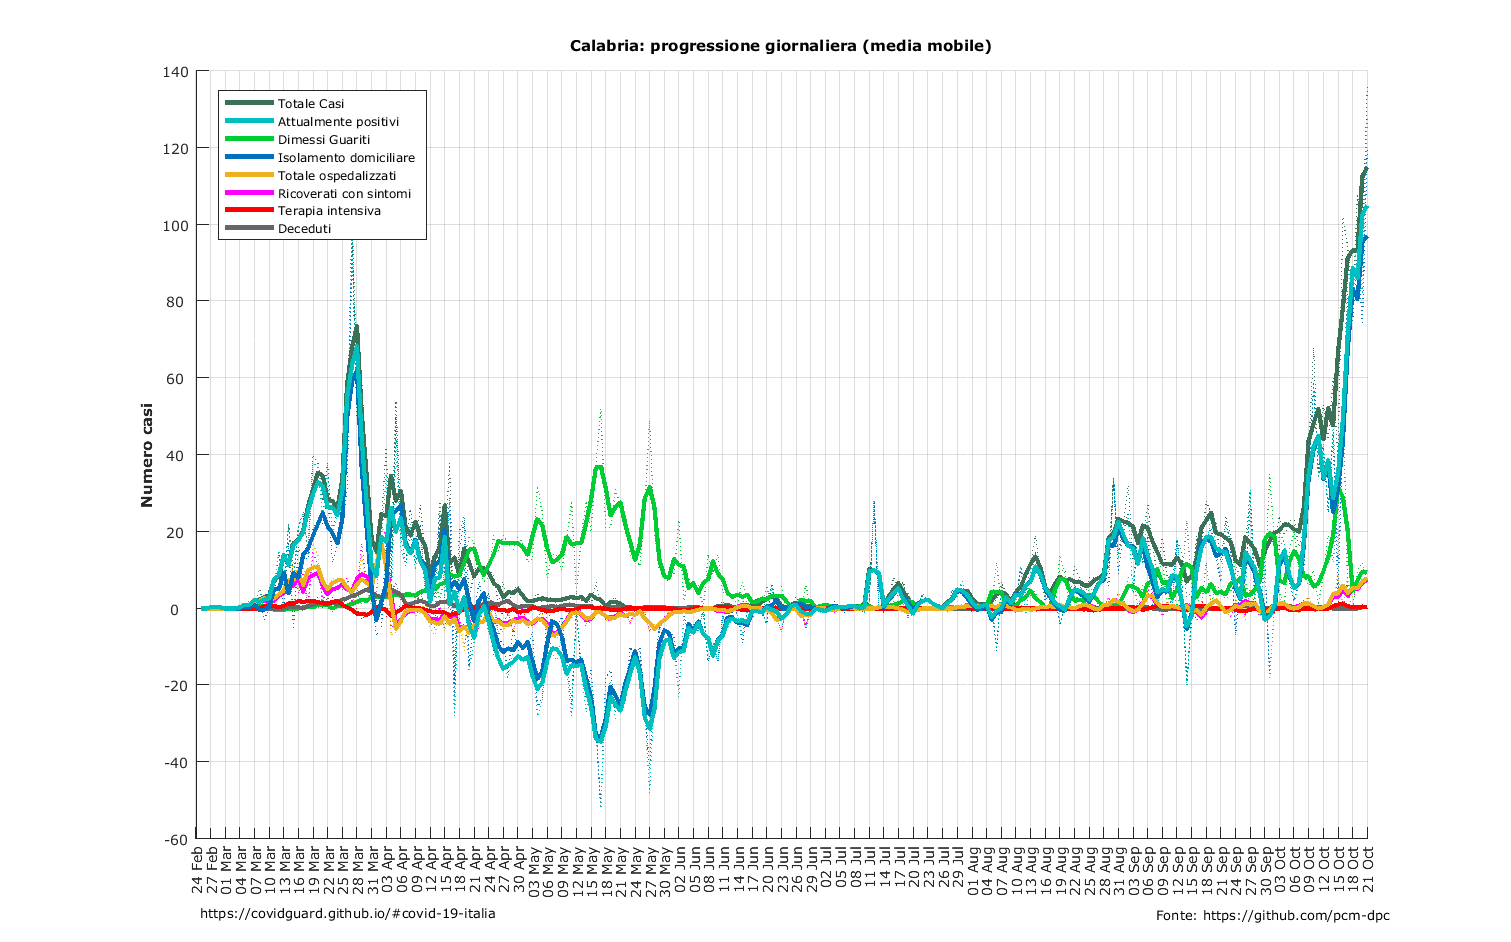 Calabria: progressione giornaliera (media mobile)
Numero casi
140
120
100
80
60
40
20
0
-20
-40
-60
Totale Casi
Attualmente positivi
Dimessi Guariti
Isolamento domiciliare
Totale ospedalizzati
Ricoverati con sintomi
Terapia intensiva
Deceduti
24 Feb
27 Feb
01 Mar
04 Mar
07 Mar
10 Mar
13 Mar
16 Mar
19 Mar
22 Mar
25 Mar
28 Mar
31 Mar
03 Apr
06 Apr
09 Apr
12 Apr
15 Apr
18 Apr
21 Apr
24 Apr
27 Apr
30 Apr
03 May
06 May
09 May
12 May
15 May
18 May
21 May
24 May
27 May
30 May
02 Jun
05 Jun
08 Jun
11 Jun
14 Jun
17 Jun
20 Jun
23 Jun
26 Jun
29 Jun
02 Jul
05 Jul
08 Jul
11 Jul
14 Jul
17 Jul
20 Jul
23 Jul
26 Jul
29 Jul
01 Aug
04 Aug
07 Aug
10 Aug
13 Aug
16 Aug
19 Aug
22 Aug
25 Aug
28 Aug
31 Aug
03 Sep
06 Sep
09 Sep
12 Sep
15 Sep
18 Sep
21 Sep
24 Sep
27 Sep
30 Sep
03 Oct
06 Oct
09 Oct
12 Oct
15 Oct
18 Oct
21 Oct
https://covidguard.github.io/#covid-19-italia
Fonte: https://github.com/pcm-dpc